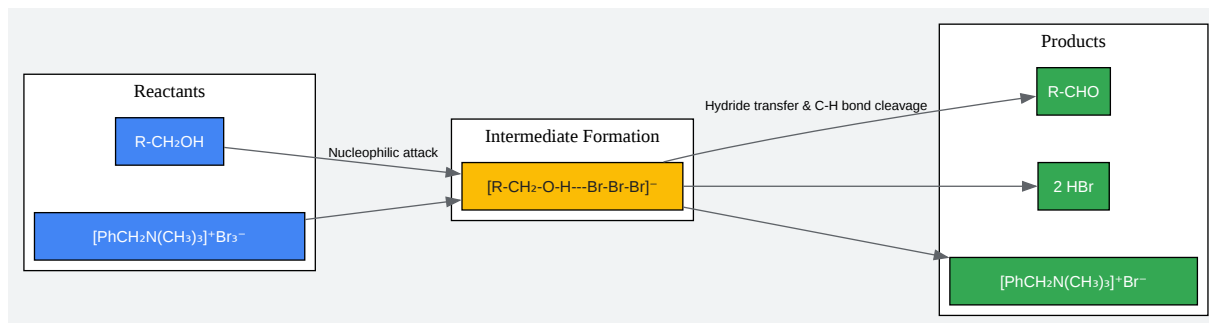 Reactants
R-CH₂OH
[PhCH₂N(CH₃)₃]⁺Br₃⁻
Nucleophilic attack
Intermediate Formation
[R-CH₂-O-H---Br-Br-Br]⁻
Hydride transfer & C-H bond cleavage
Products
R-CHO
2 HBr
[PhCH₂N(CH₃)₃]⁺Br⁻